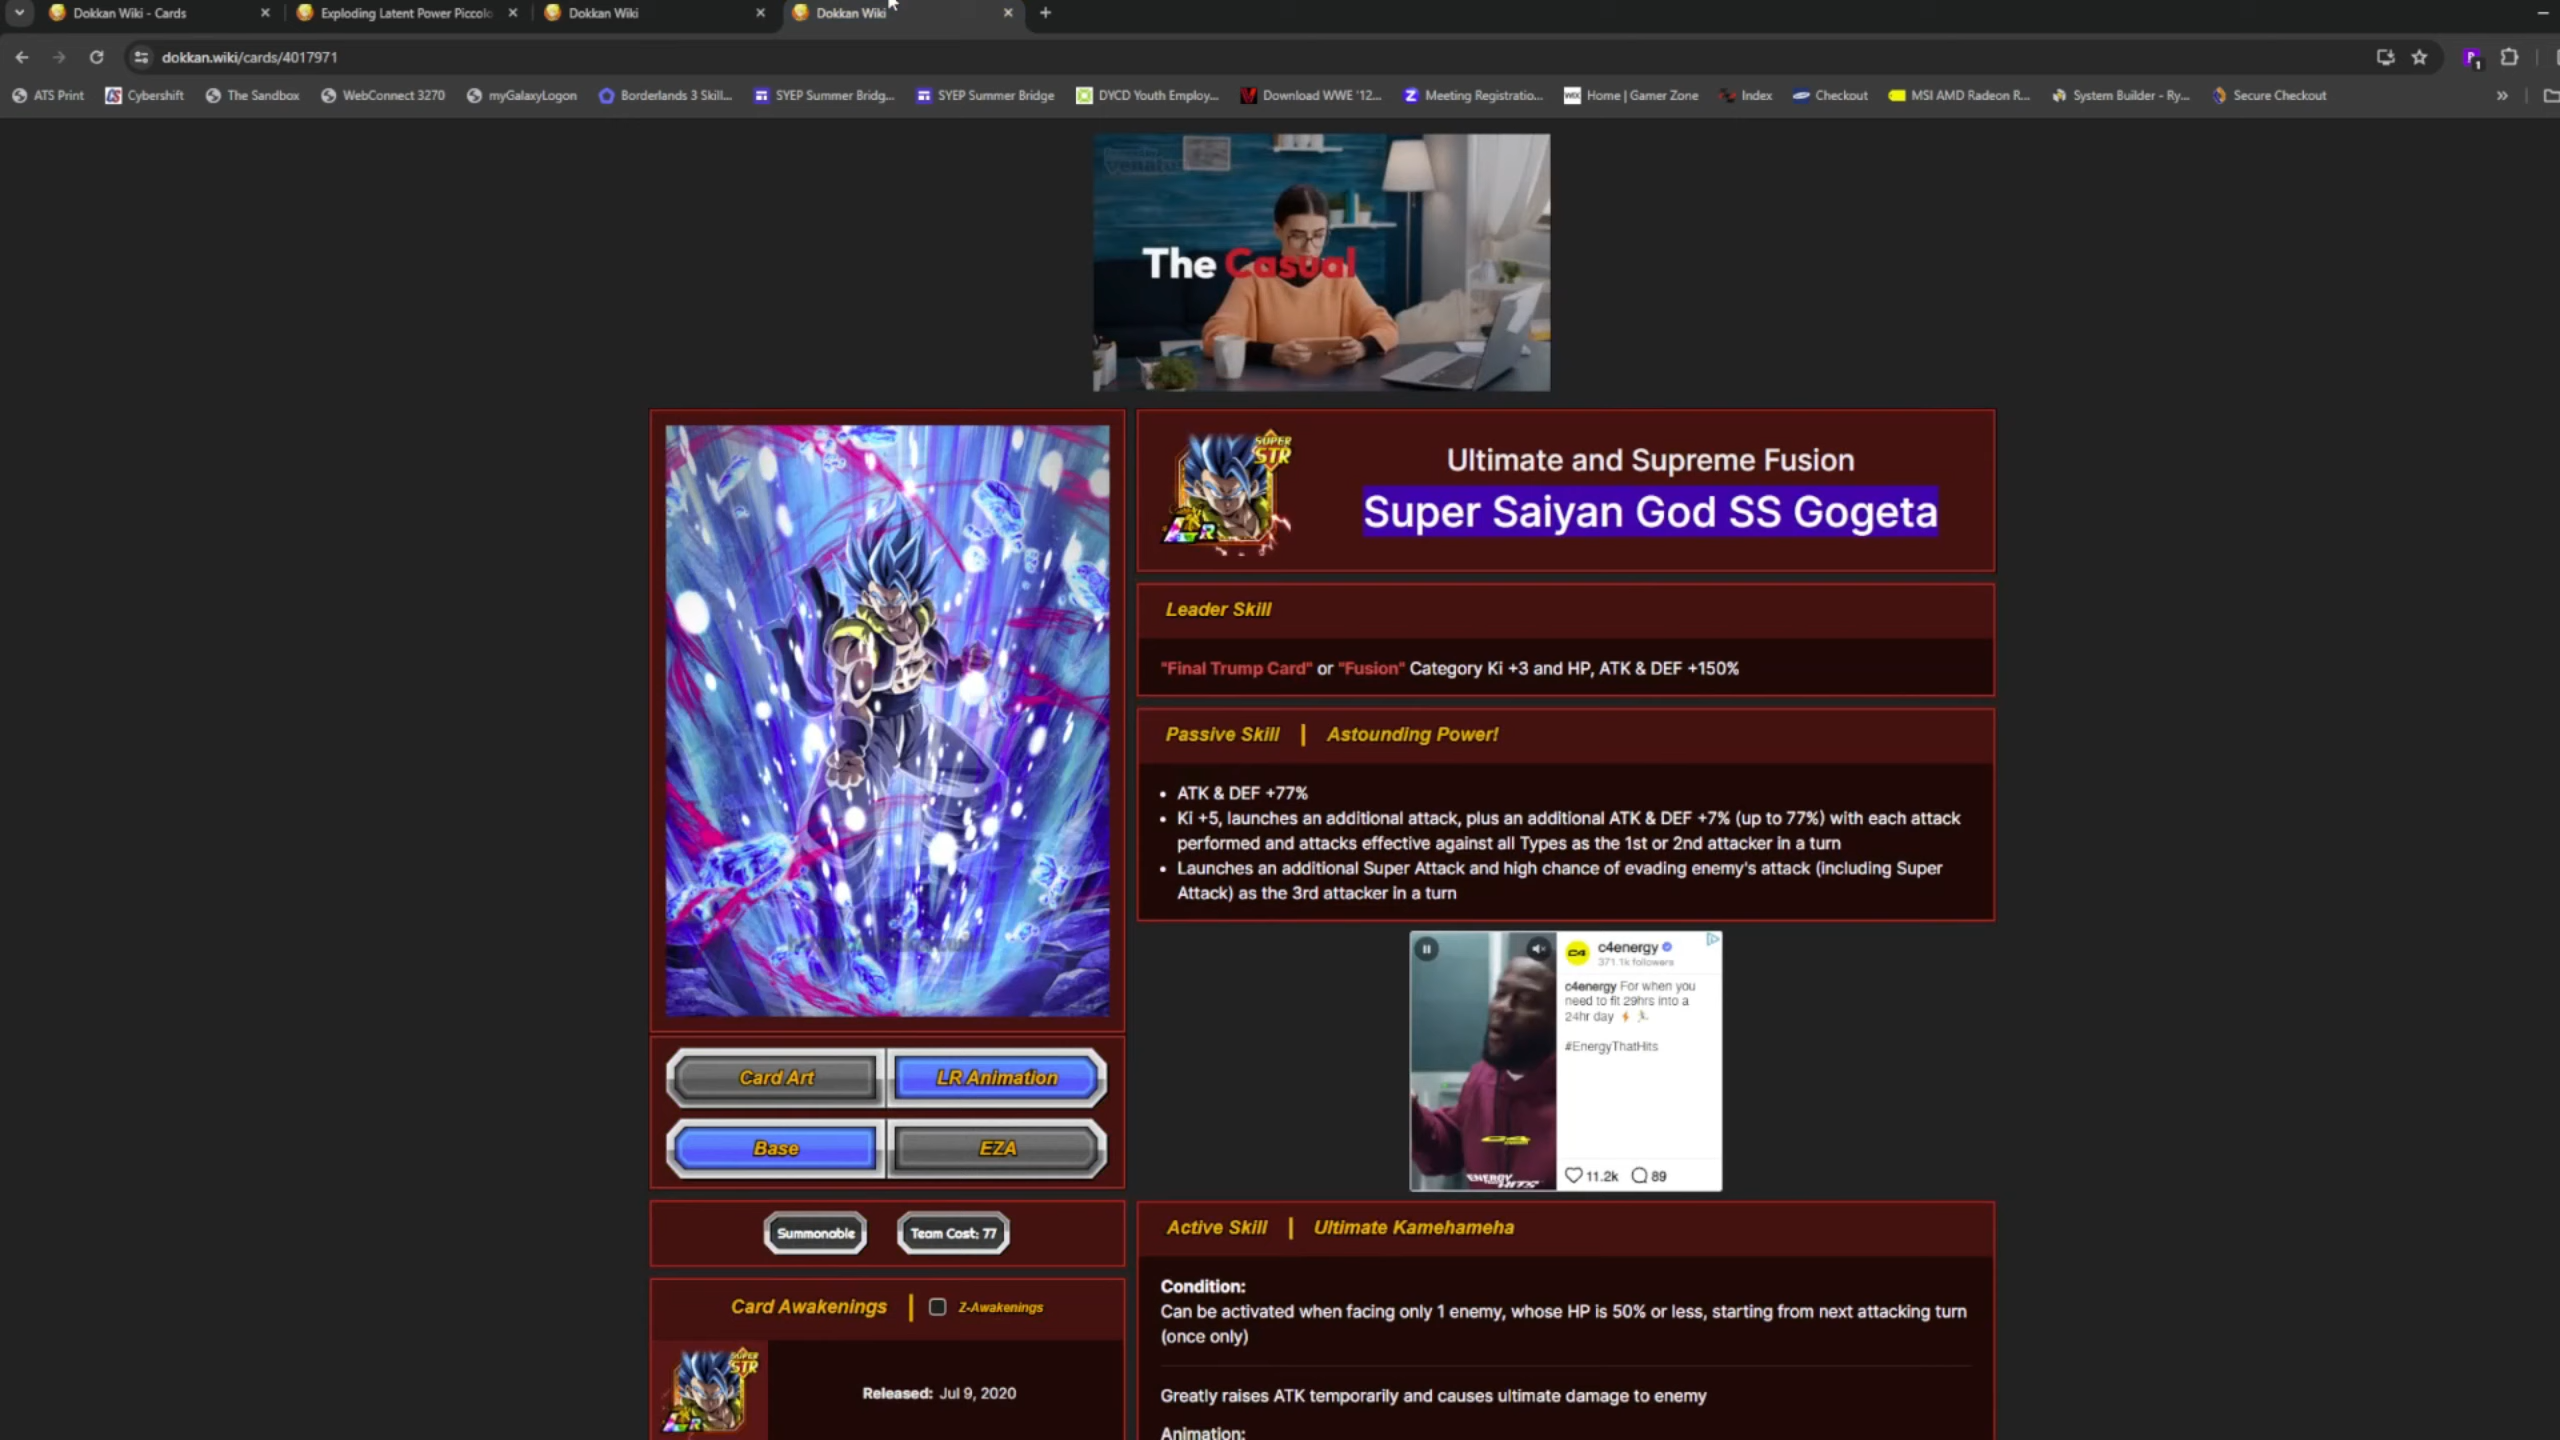 Dokkan Wiki - Cards
Exploding Latent Power Piccolo
Dokkan Wiki
Dokkan Wiki
dokkan.wiki/cards/4017971
ATS Print
Cybershift
The Sandbox
WebConnect 3270
myGalaxyLogon
Borderlands 3 Skill...
SYEP Summer Bridg...
SYEP Summer Bridge
DYCD Youth Employ...
Download WWE '12...
Meeting Registratio...
Home | Gamer Zone
Index
Checkout
MSI AMD Radeon R...
System Builder - Ry...
Secure Checkout
The Casual
SUPER STR
LR
Ultimate and Supreme Fusion
Super Saiyan God SS Gogeta
Leader Skill
"Final Trump Card" or "Fusion" Category Ki +3 and HP, ATK & DEF +150%
Passive Skill | Astounding Power!
• ATK & DEF +77%
• Ki +5, launches an additional attack, plus an additional ATK & DEF +7% (up to 77%) with each attack
performed and attacks effective against all Types as the 1st or 2nd attacker in a turn
• Launches an additional Super Attack and high chance of evading enemy's attack (including Super
Attack) as the 3rd attacker in a turn
c4energy
371.1k followers
c4energy For when you
need to fit 29hrs into a
24hr day
#EnergyThatHits
ENERGY
HITS
11.2k 89
Card Art
LR Animation
Base
EZA
Summonable
Team Cost: 77
Card Awakenings | Z-Awakenings
SUPER STR
LR
Released: Jul 9, 2020
Active Skill | Ultimate Kamehameha
Condition:
Can be activated when facing only 1 enemy, whose HP is 50% or less, starting from next attacking turn
(once only)
Greatly raises ATK temporarily and causes ultimate damage to enemy
Animation: